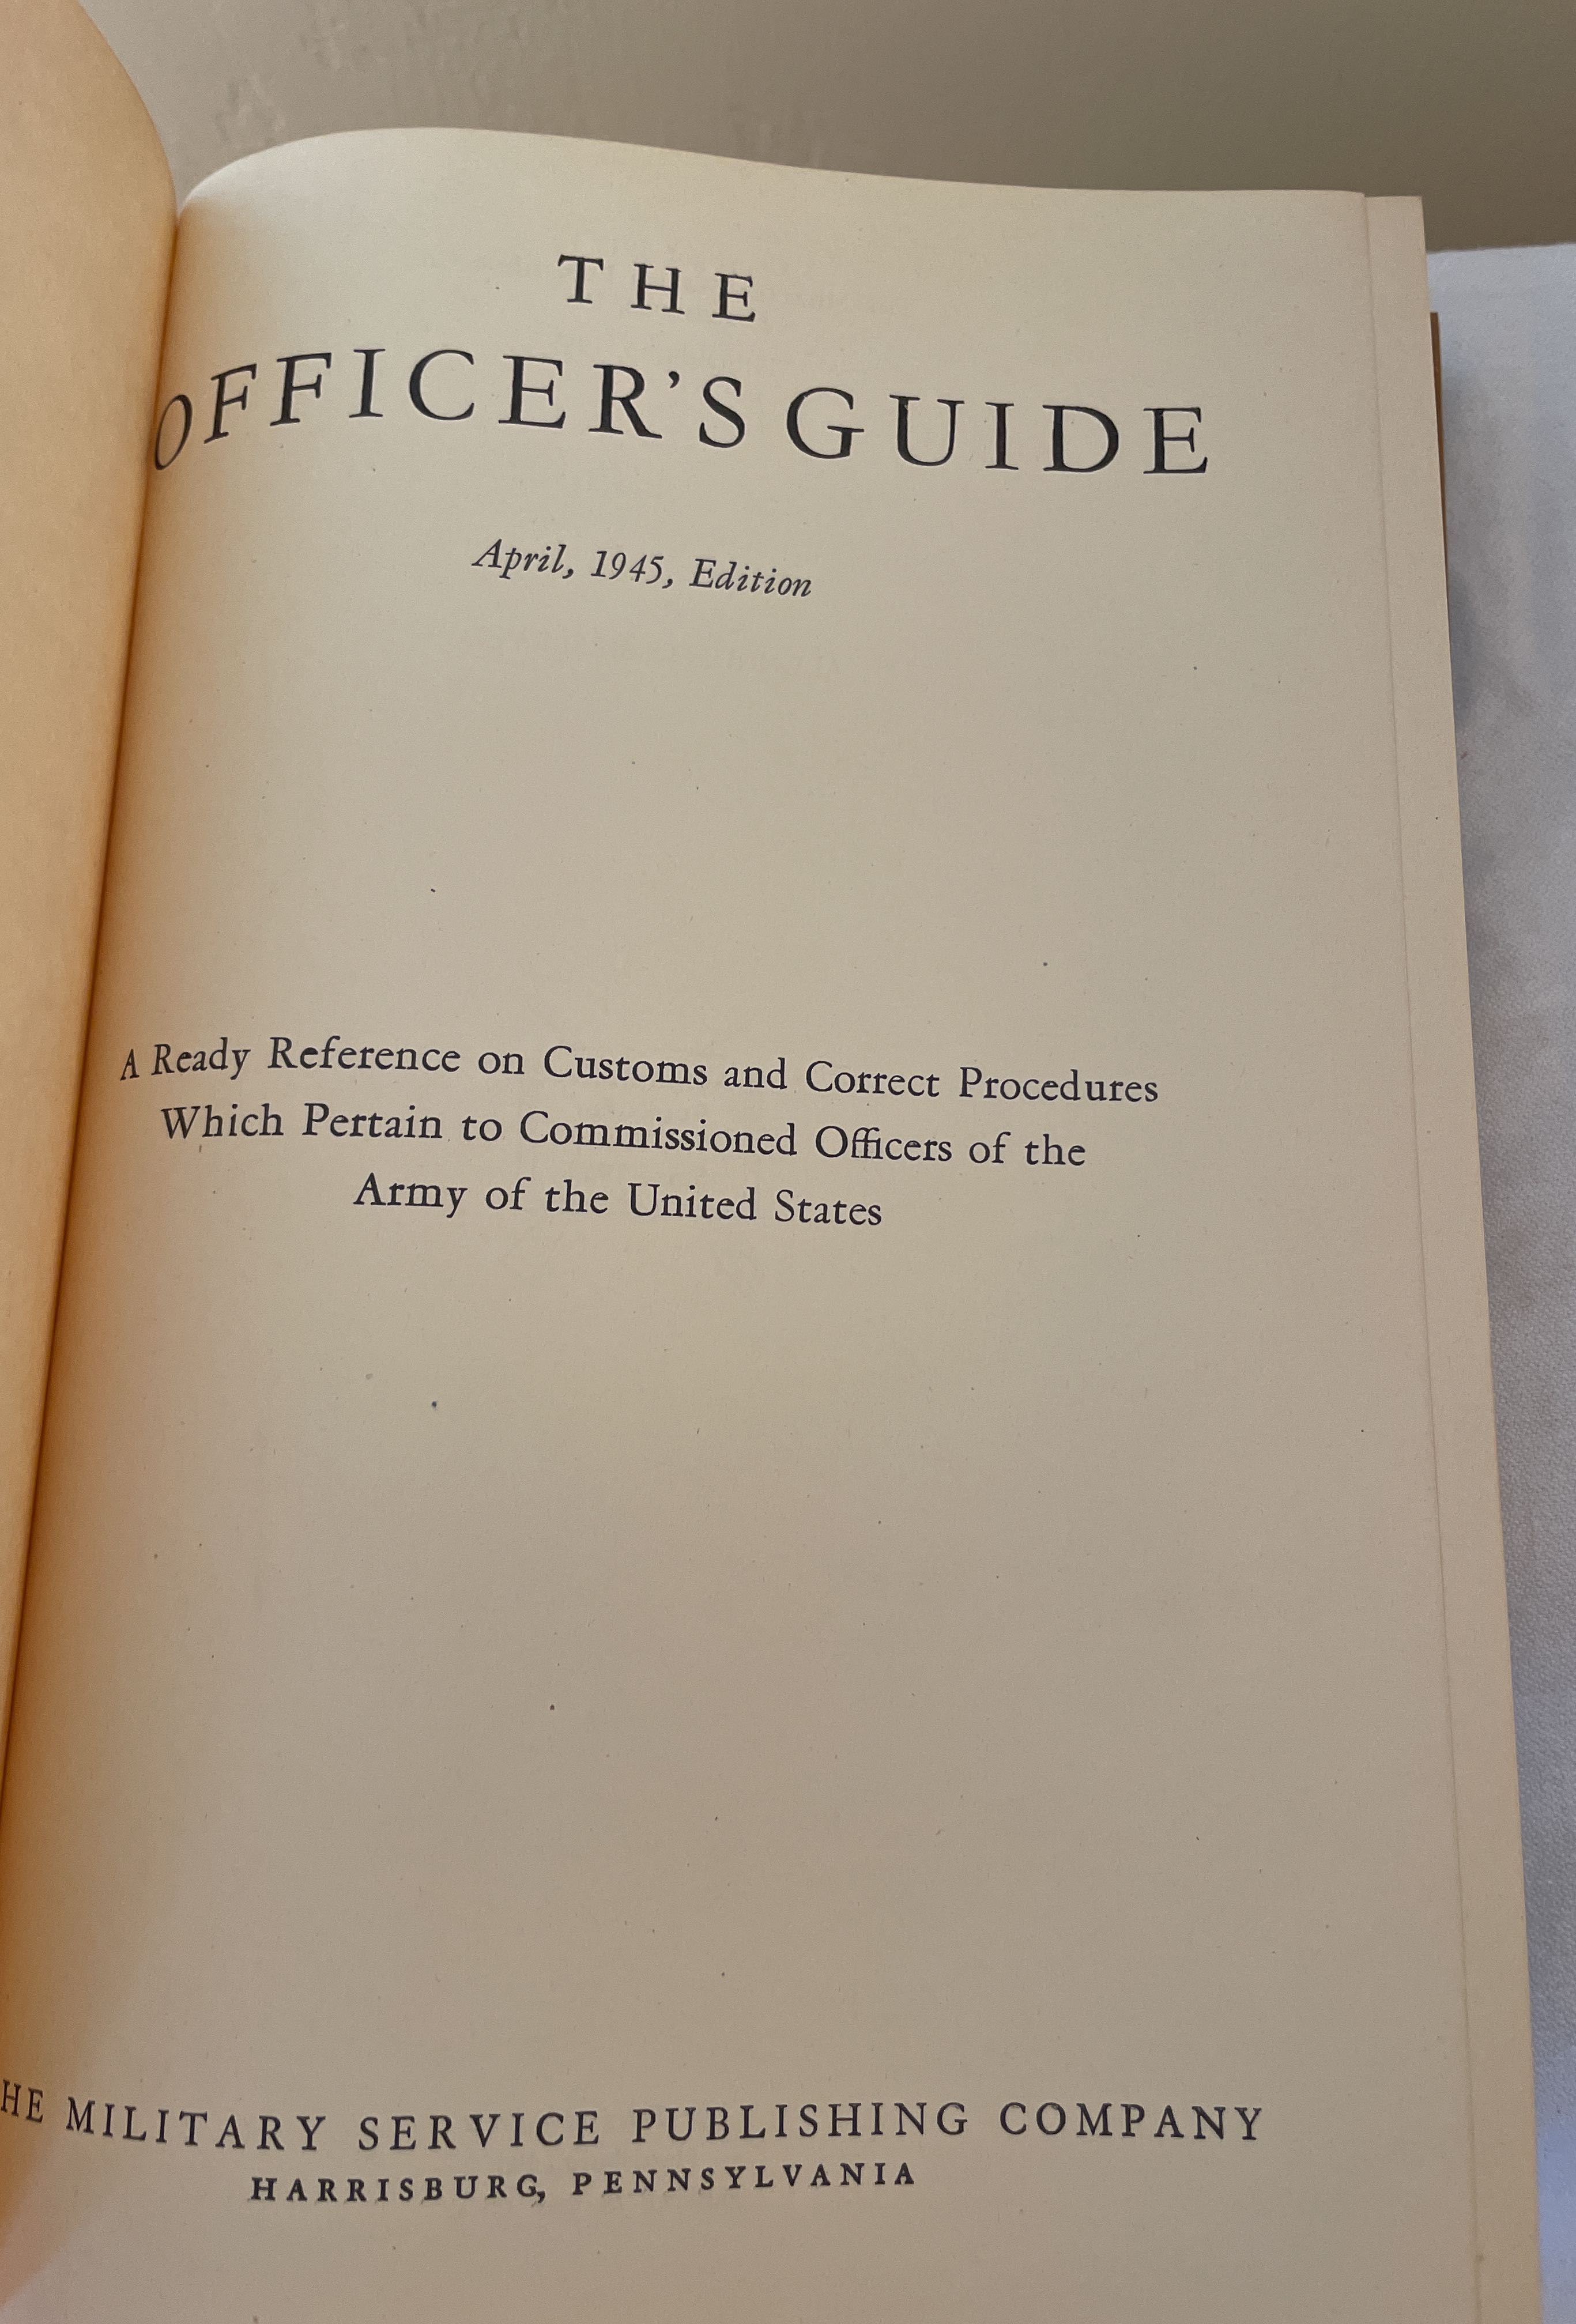 THE
OFFICER'S GUIDE
April, 1945, Edition
A Ready Reference on Customs and Correct Procedures
Which Pertain to Commissioned Officers of the
Army of the United States
HE MILITARY SERVICE PUBLISHING COMPANY
HARRISBURG, PENNSYLVANIA